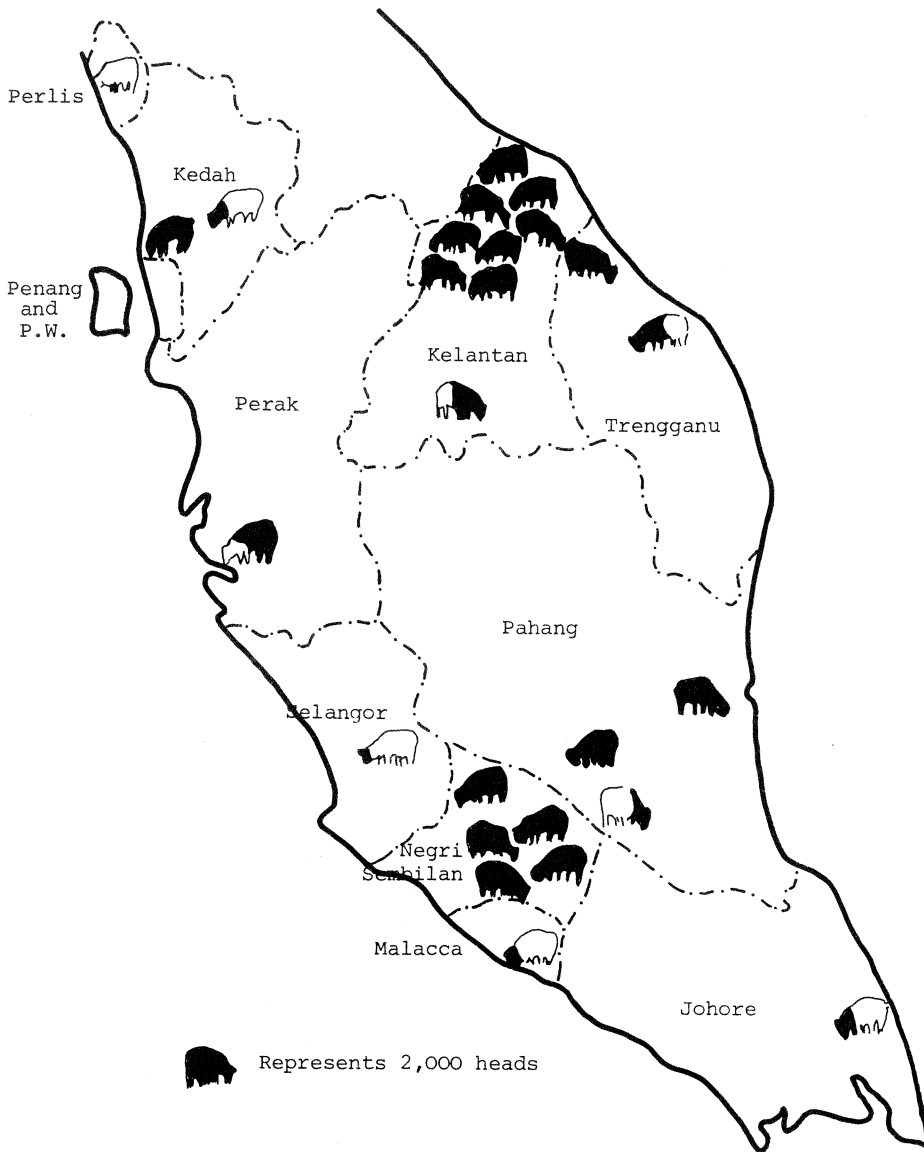 Perlis
Kedah
Penang
and
P.W.
Kelantan
Perak
Trengganu
Pahang
Selangor
Negri
Sembilan
Malacca
Johore
Represents 2,000 heads